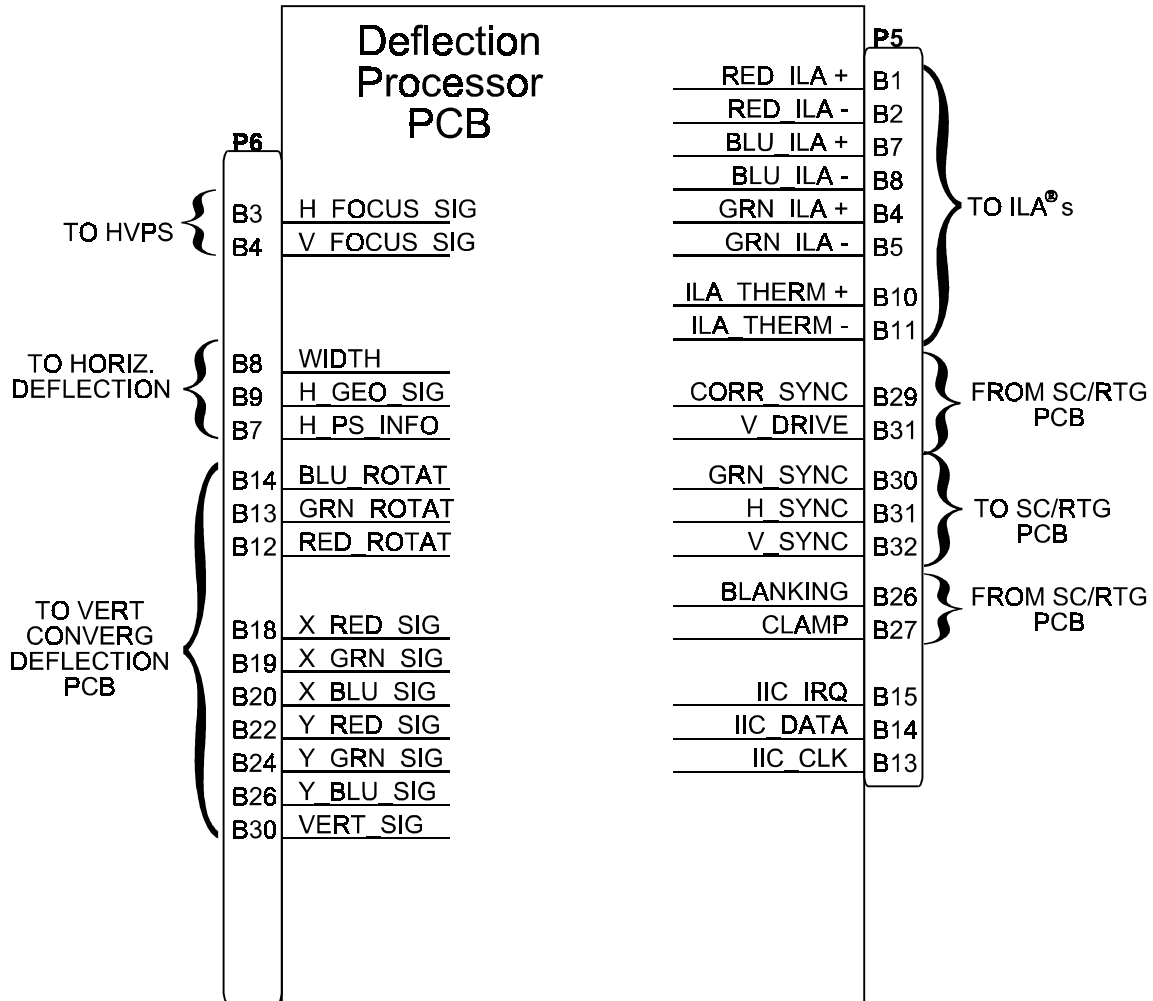 Deflection
Processor
PCB
P6
TO HVPS
B3 H_FOCUS_SIG
B4 V_FOCUS_SIG
TO HORIZ.
DEFLECTION
B8 WIDTH
B9 H_GEO_SIG
B7 H_PS_INFO
TO VERT
CONVERG
DEFLECTION
PCB
B14 BLU_ROTAT
B13 GRN_ROTAT
B12 RED_ROTAT
B18 X_RED_SIG
B19 X_GRN_SIG
B20 X_BLU_SIG
B22 Y_RED_SIG
B24 Y_GRN_SIG
B26 Y_BLU_SIG
B30 VERT_SIG
P5
RED_ILA + B1
RED_ILA - B2
BLU_ILA + B7
BLU_ILA - B8
GRN_ILA + B4
GRN_ILA - B5
ILA_THERM + B10
ILA_THERM - B11
TO ILA®s
CORR_SYNC B29
V_DRIVE B31
FROM SC/RTG
PCB
GRN_SYNC B30
H_SYNC B31
V_SYNC B32
TO SC/RTG
PCB
BLANKING B26
CLAMP B27
FROM SC/RTG
PCB
IIC_IRQ B15
IIC_DATA B14
IIC_CLK B13